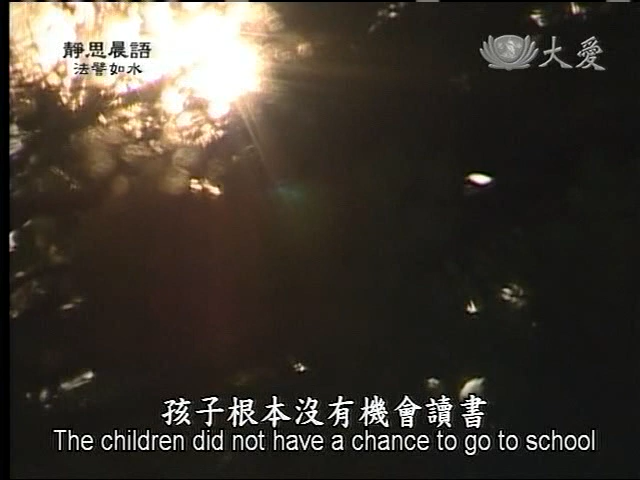 靜思晨語
法譬如水
大愛
孩子根本沒有機會讀書
The children did not have a chance to go to school